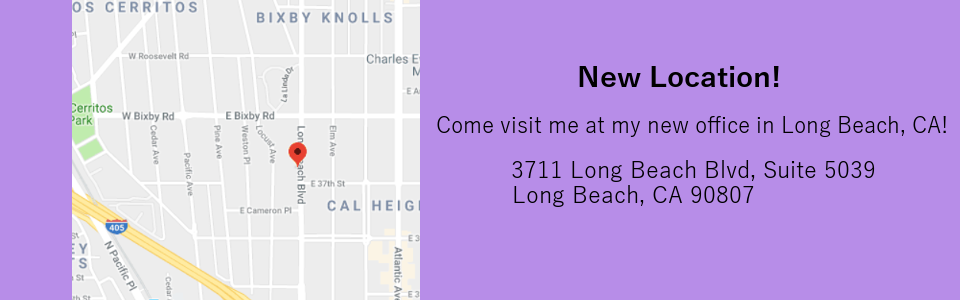 OS CERRITOS
BIXBY KNOLLS
W Roosevelt Rd
Charles E
M
Cerritos
Park
W Bixby Rd
E Bixby Rd
E
Cedar Ave
Pacific Ave
Pine Ave
Weston Pl
Locust Ave
Long Beach Blvd
Elm Ave
E 37th St
E Cameron Pl
CAL HEIG
405
N Pacific Pl
EY
S
Cedar
Atlantic Av
E 3
New Location!
Come visit me at my new office in Long Beach, CA!
3711 Long Beach Blvd, Suite 5039
Long Beach, CA 90807